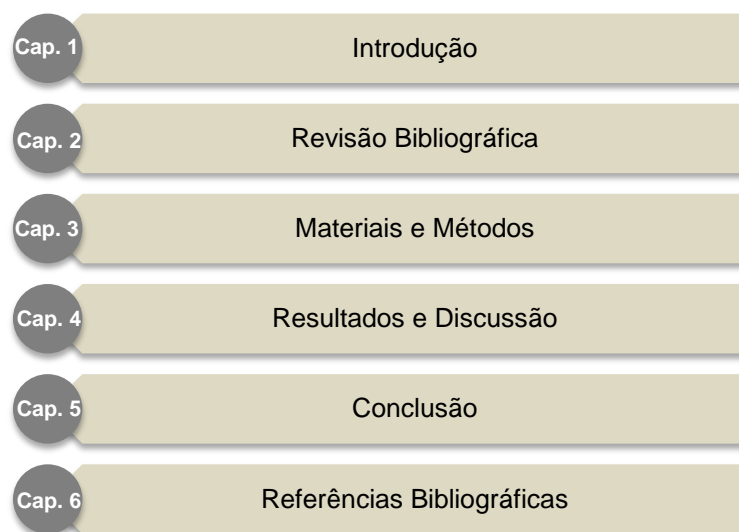 Cap. 1 Introdução
Cap. 2 Revisão Bibliográfica
Cap. 3 Materiais e Métodos
Cap. 4 Resultados e Discussão
Cap. 5 Conclusão
Cap. 6 Referências Bibliográficas